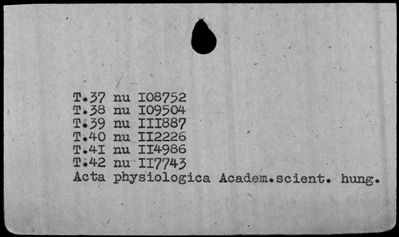 T.37 nu I08752
T.38 nu I09504
T.39 nu III887
T.40 nu II2226
T.4I nu II4986
T.42 nu II7743
Acta physiologica Academ.scient. hung.